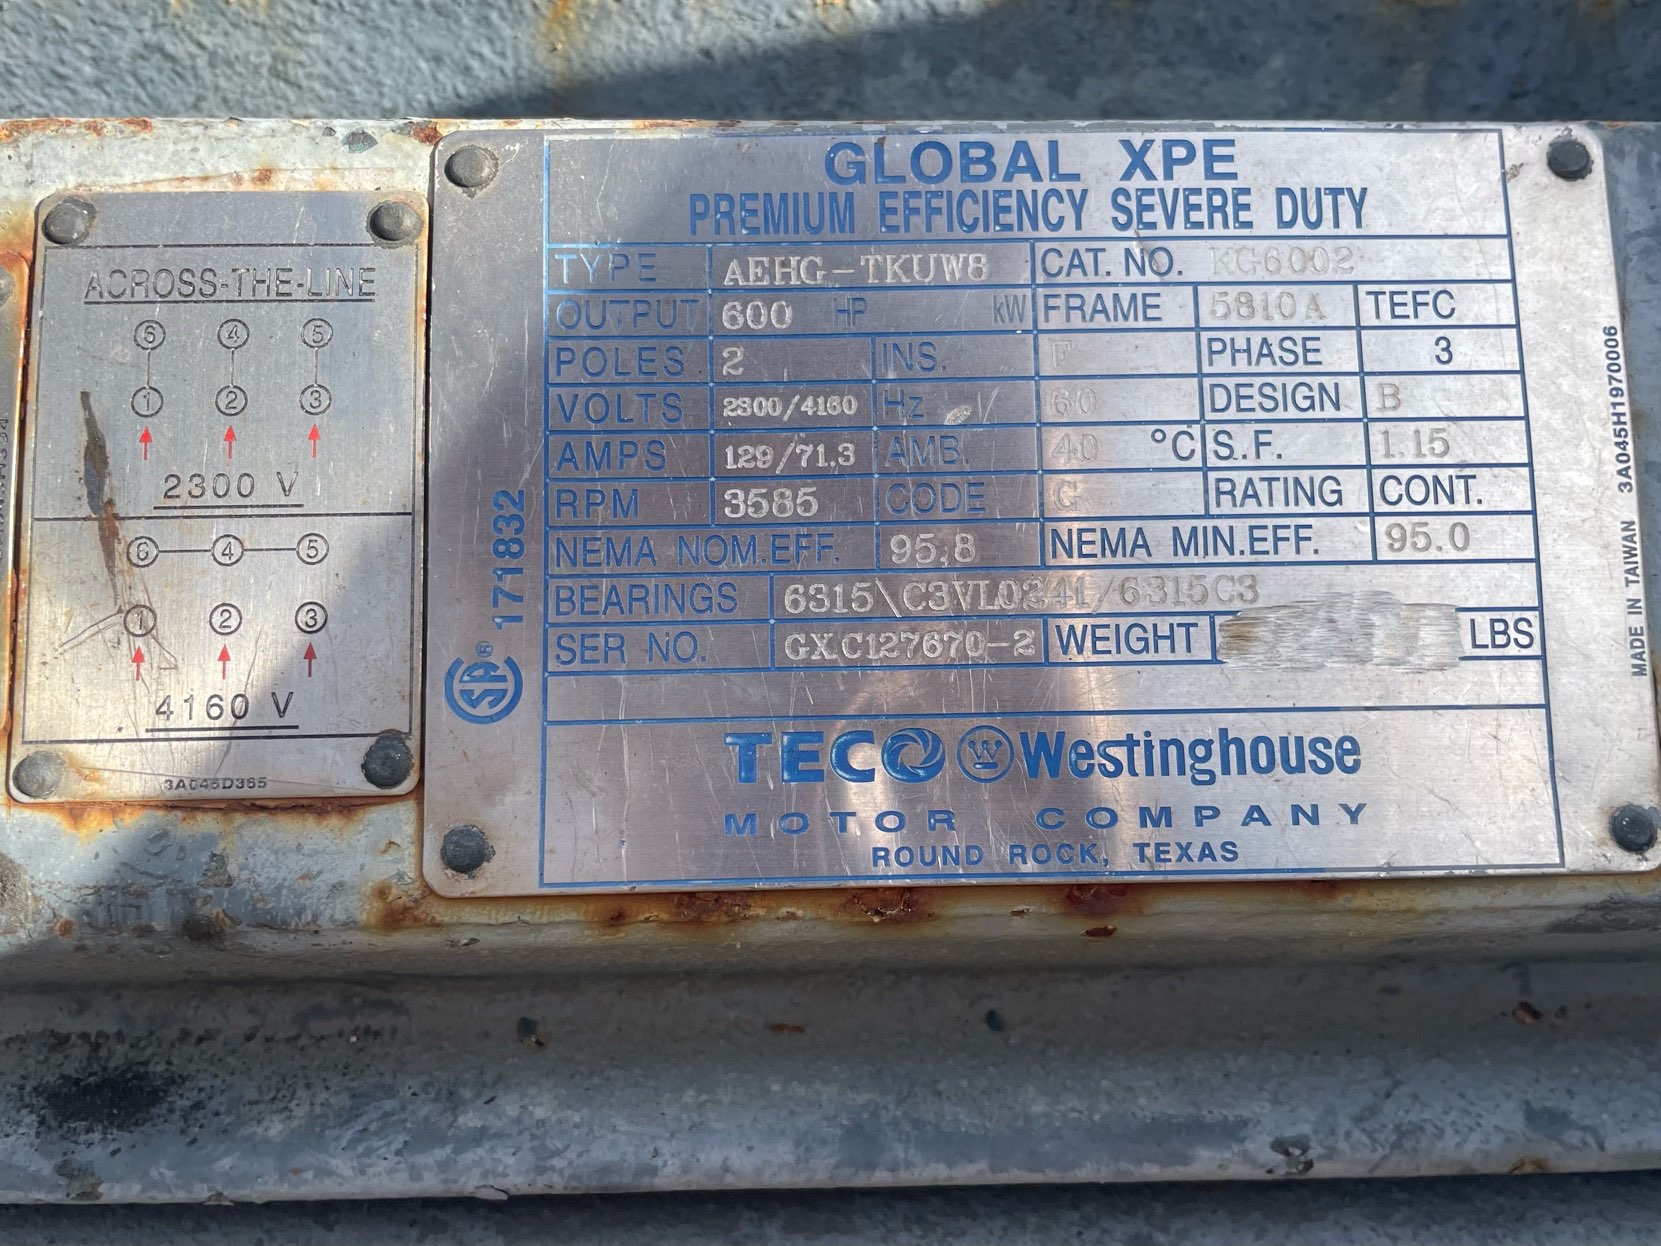 ACROSS-THE-LINE
6 4 5
1 2 3
2300 V
6 4 5
1 2 3
4160 V
3A045D365
GLOBAL XPE
PREMIUM EFFICIENCY SEVERE DUTY
TYPE AEHG-TKUW8 CAT. NO. KG6002
OUTPUT 600 HP kW FRAME 5810A TEFC
POLES 2 INS. F PHASE 3
VOLTS 2300/4160 Hz 60 DESIGN B
AMPS 129/71.3 AMB. 40 °C S.F. 1.15
RPM 3585 CODE G RATING CONT.
NEMA NOM.EFF. 95.8 NEMA MIN.EFF. 95.0
BEARINGS 6315\C3VL0241/6315C3
SER NO. GXC127670-2 WEIGHT LBS
TECO Westinghouse
MOTOR COMPANY
ROUND ROCK, TEXAS
SA® 171832
MADE IN TAIWAN 3A045H1970006